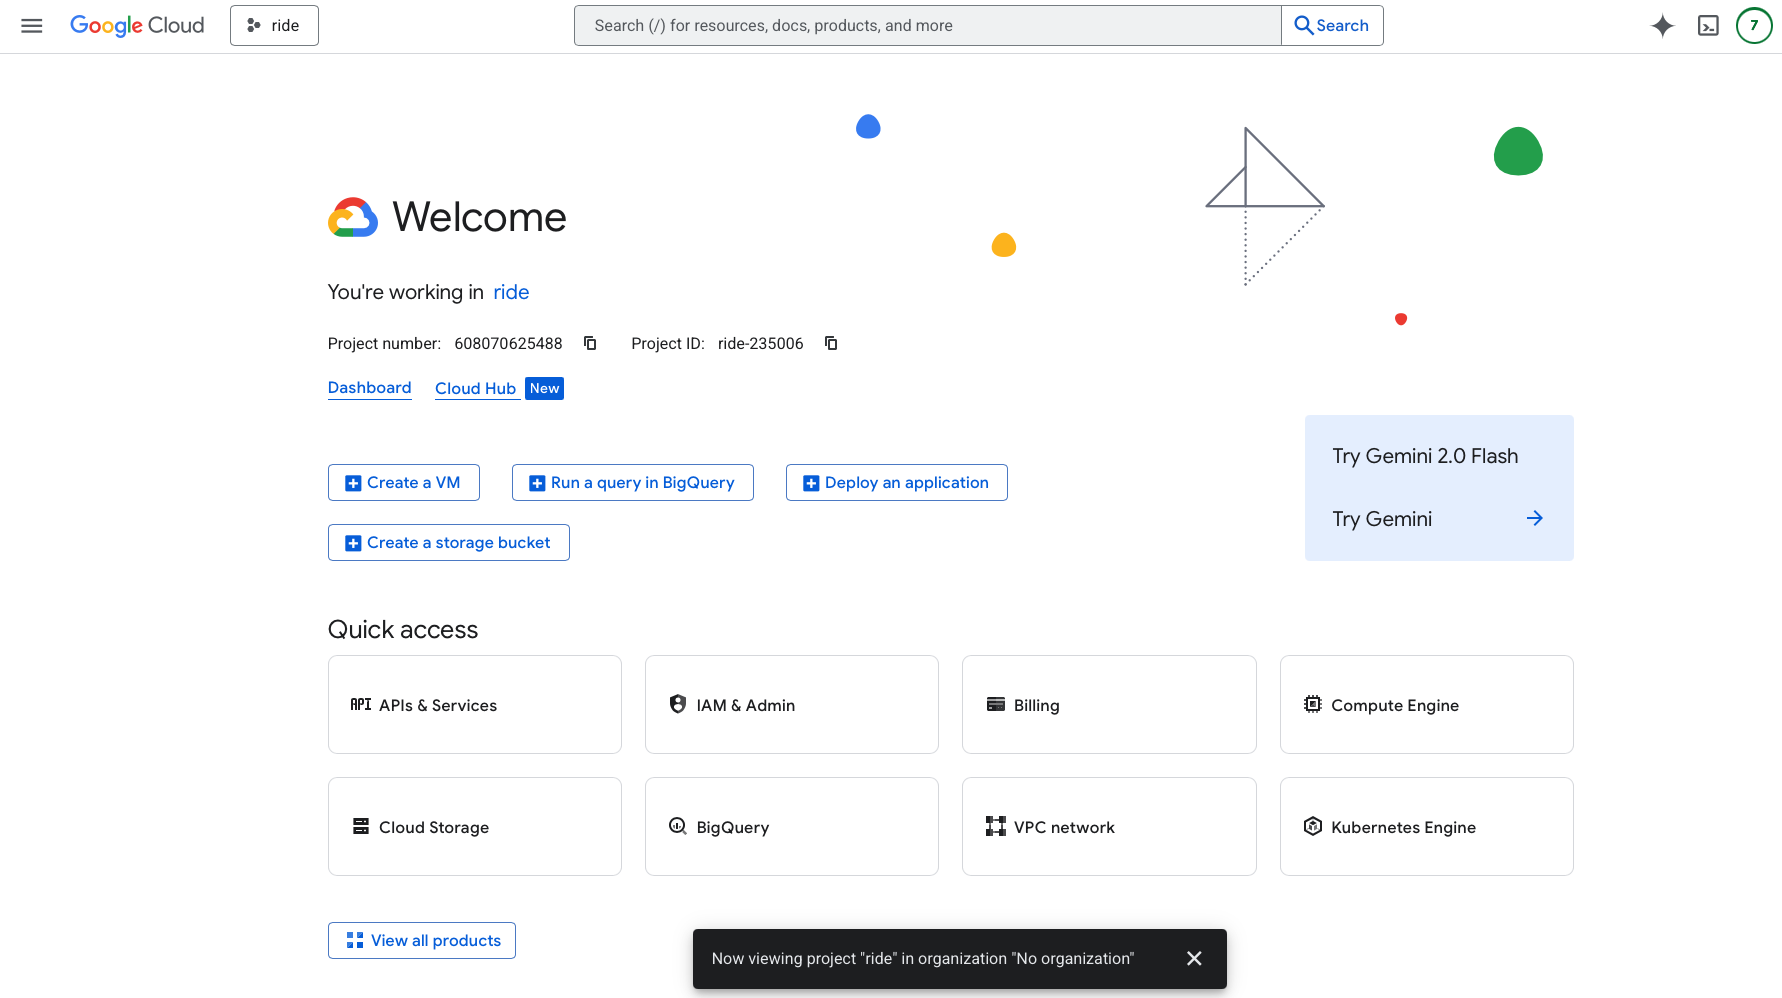 Google Cloud
ride
Search (/) for resources, docs, products, and more
Search
7
Welcome
You're working in ride
Project number: 608070625488 Project ID: ride-235006
Dashboard Cloud Hub New
Try Gemini 2.0 Flash
Try Gemini
Create a VM Run a query in BigQuery Deploy an application
Create a storage bucket
Quick access
API APIs & Services IAM & Admin Billing Compute Engine
Cloud Storage BigQuery VPC network Kubernetes Engine
View all products
Now viewing project "ride" in organization "No organization"